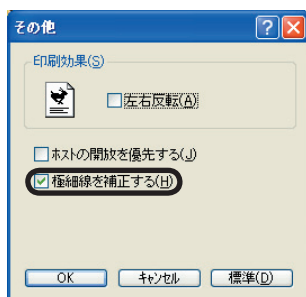 その他
印刷効果(S)
左右反転(A)
ホストの開放を優先する(J)
極細線を補正する(H)
OK キャンセル 標準(D)